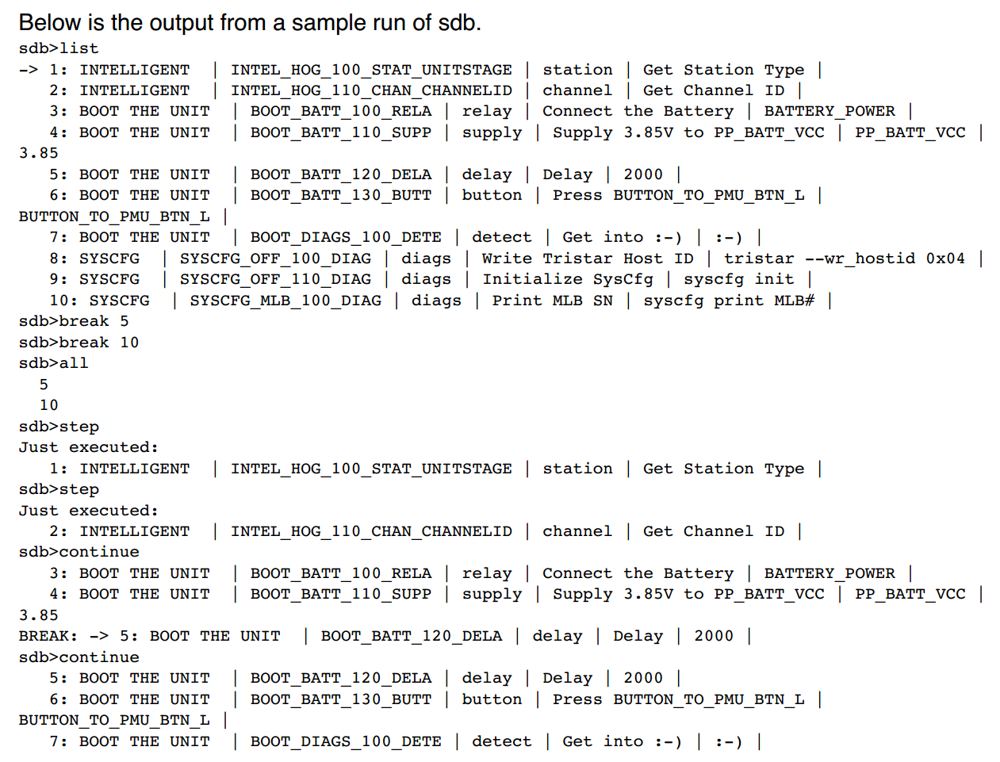 Below is the output from a sample run of sdb.
sdb>list
-> 1: INTELLIGENT  | INTEL_HOG_100_STAT_UNITSTAGE | station | Get Station Type |
   2: INTELLIGENT  | INTEL_HOG_110_CHAN_CHANNELID | channel | Get Channel ID |
   3: BOOT THE UNIT  | BOOT_BATT_100_RELA | relay | Connect the Battery | BATTERY_POWER |
   4: BOOT THE UNIT  | BOOT_BATT_110_SUPP | supply | Supply 3.85V to PP_BATT_VCC | PP_BATT_VCC |
3.85
   5: BOOT THE UNIT  | BOOT_BATT_120_DELA | delay | Delay | 2000 |
   6: BOOT THE UNIT  | BOOT_BATT_130_BUTT | button | Press BUTTON_TO_PMU_BTN_L |
BUTTON_TO_PMU_BTN_L |
   7: BOOT THE UNIT  | BOOT_DIAGS_100_DETE | detect | Get into :-) | :-) |
   8: SYSCFG  | SYSCFG_OFF_100_DIAG | diags | Write Tristar Host ID | tristar --wr_hostid 0x04 |
   9: SYSCFG  | SYSCFG_OFF_110_DIAG | diags | Initialize SysCfg | syscfg init |
   10: SYSCFG  | SYSCFG_MLB_100_DIAG | diags | Print MLB SN | syscfg print MLB# |
sdb>break 5
sdb>break 10
sdb>all
  5
  10
sdb>step
Just executed:
   1: INTELLIGENT  | INTEL_HOG_100_STAT_UNITSTAGE | station | Get Station Type |
sdb>step
Just executed:
   2: INTELLIGENT  | INTEL_HOG_110_CHAN_CHANNELID | channel | Get Channel ID |
sdb>continue
   3: BOOT THE UNIT  | BOOT_BATT_100_RELA | relay | Connect the Battery | BATTERY_POWER |
   4: BOOT THE UNIT  | BOOT_BATT_110_SUPP | supply | Supply 3.85V to PP_BATT_VCC | PP_BATT_VCC |
3.85
BREAK: -> 5: BOOT THE UNIT  | BOOT_BATT_120_DELA | delay | Delay | 2000 |
sdb>continue
   5: BOOT THE UNIT  | BOOT_BATT_120_DELA | delay | Delay | 2000 |
   6: BOOT THE UNIT  | BOOT_BATT_130_BUTT | button | Press BUTTON_TO_PMU_BTN_L |
BUTTON_TO_PMU_BTN_L |
   7: BOOT THE UNIT  | BOOT_DIAGS_100_DETE | detect | Get into :-) | :-) |